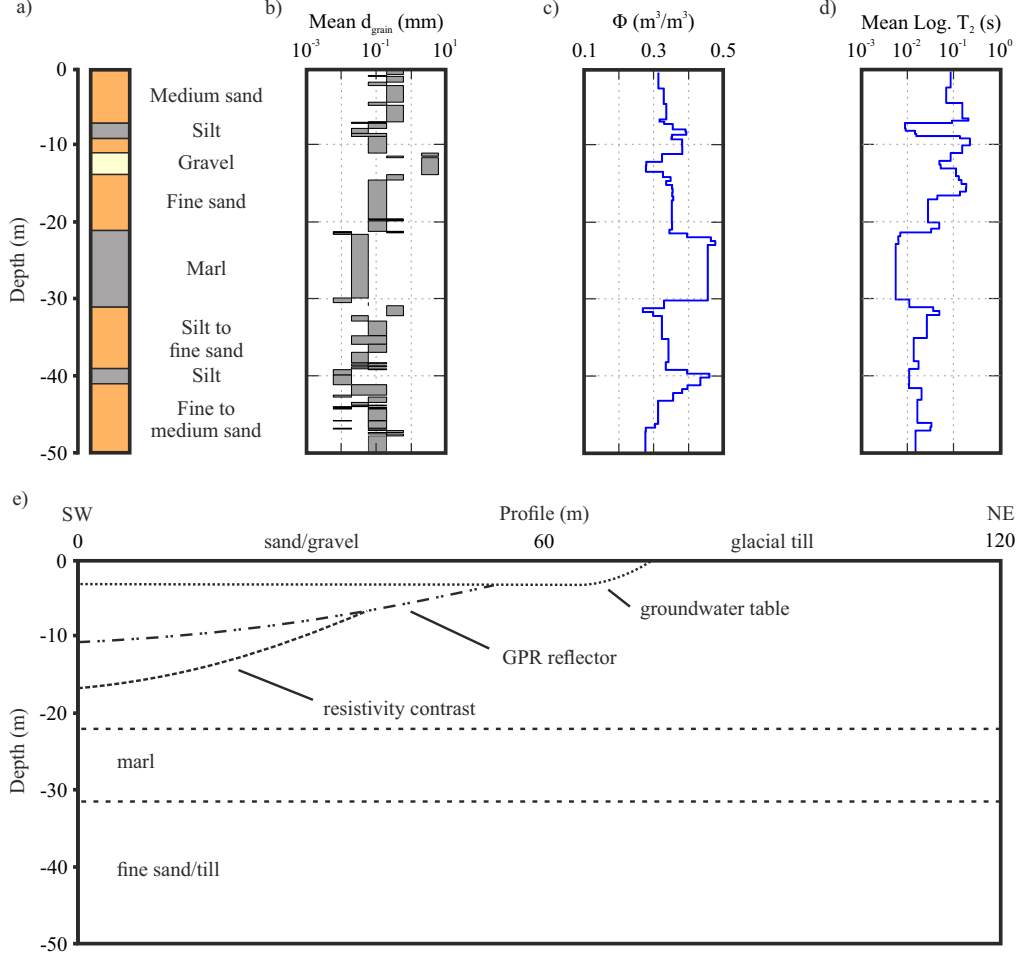 a)
b)
c)
d)
Mean d_grain (mm)
Φ (m³/m³)
Mean Log. T₂ (s)
10⁻³ 10⁻¹ 10¹
0.1 0.3 0.5
10⁻³ 10⁻² 10⁻¹ 10⁰
Depth (m)
0
-10
-20
-30
-40
-50
Medium sand
Silt
Gravel
Fine sand
Marl
Silt to
fine sand
Silt
Fine to
medium sand
e)
SW Profile (m) NE
0 sand/gravel 60 glacial till 120
Depth (m)
0
-10
-20
-30
-40
-50
groundwater table
GPR reflector
resistivity contrast
marl
fine sand/till